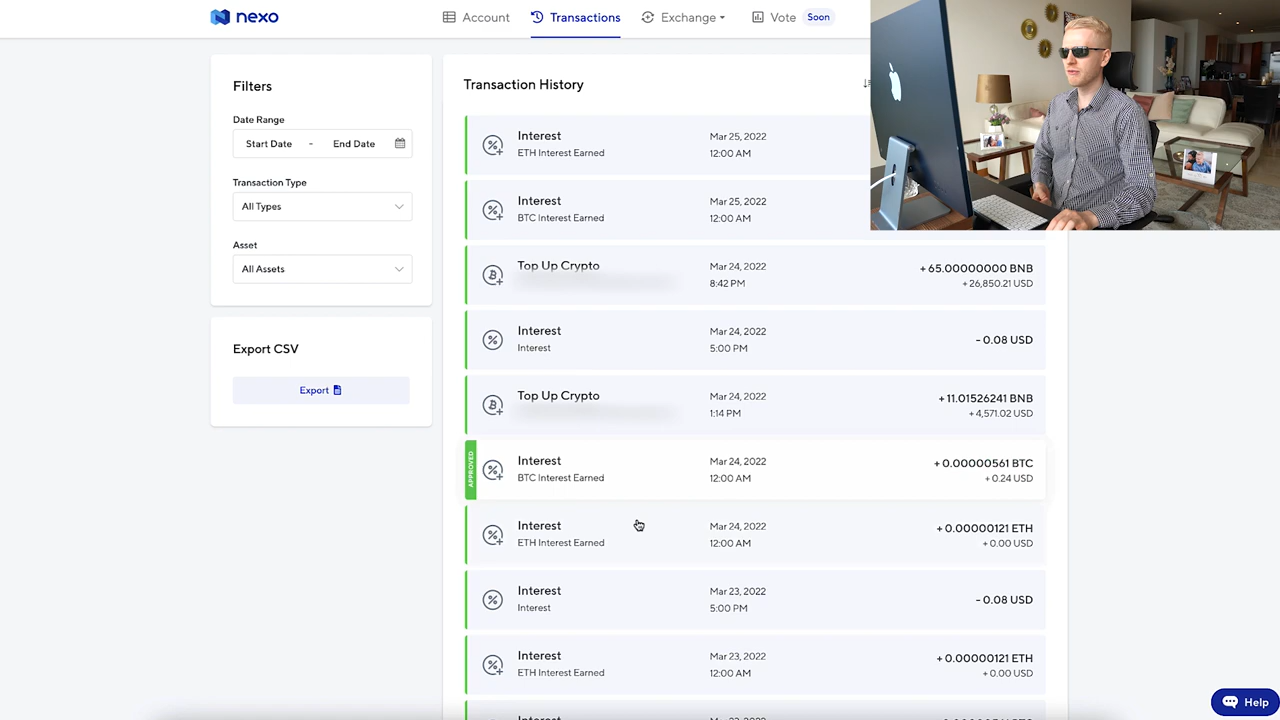 nexo
Account
Transactions
Exchange
Vote
Soon
Filters
Date Range
Start Date - End Date
Transaction Type
All Types
Asset
All Assets
Export CSV
Export
Transaction History
Interest
ETH Interest Earned
Mar 25, 2022
12:00 AM
Interest
BTC Interest Earned
Mar 25, 2022
12:00 AM
Top Up Crypto
Mar 24, 2022
8:42 PM
+ 65.00000000 BNB
+ 26,850.21 USD
Interest
Interest
Mar 24, 2022
5:00 PM
- 0.08 USD
Top Up Crypto
Mar 24, 2022
1:14 PM
+ 11.01526241 BNB
+ 4,571.02 USD
APPROVED
Interest
BTC Interest Earned
Mar 24, 2022
12:00 AM
+ 0.00000561 BTC
+ 0.24 USD
Interest
ETH Interest Earned
Mar 24, 2022
12:00 AM
+ 0.00000121 ETH
+ 0.00 USD
Interest
Interest
Mar 23, 2022
5:00 PM
- 0.08 USD
Interest
ETH Interest Earned
Mar 23, 2022
12:00 AM
+ 0.00000121 ETH
+ 0.00 USD
Help